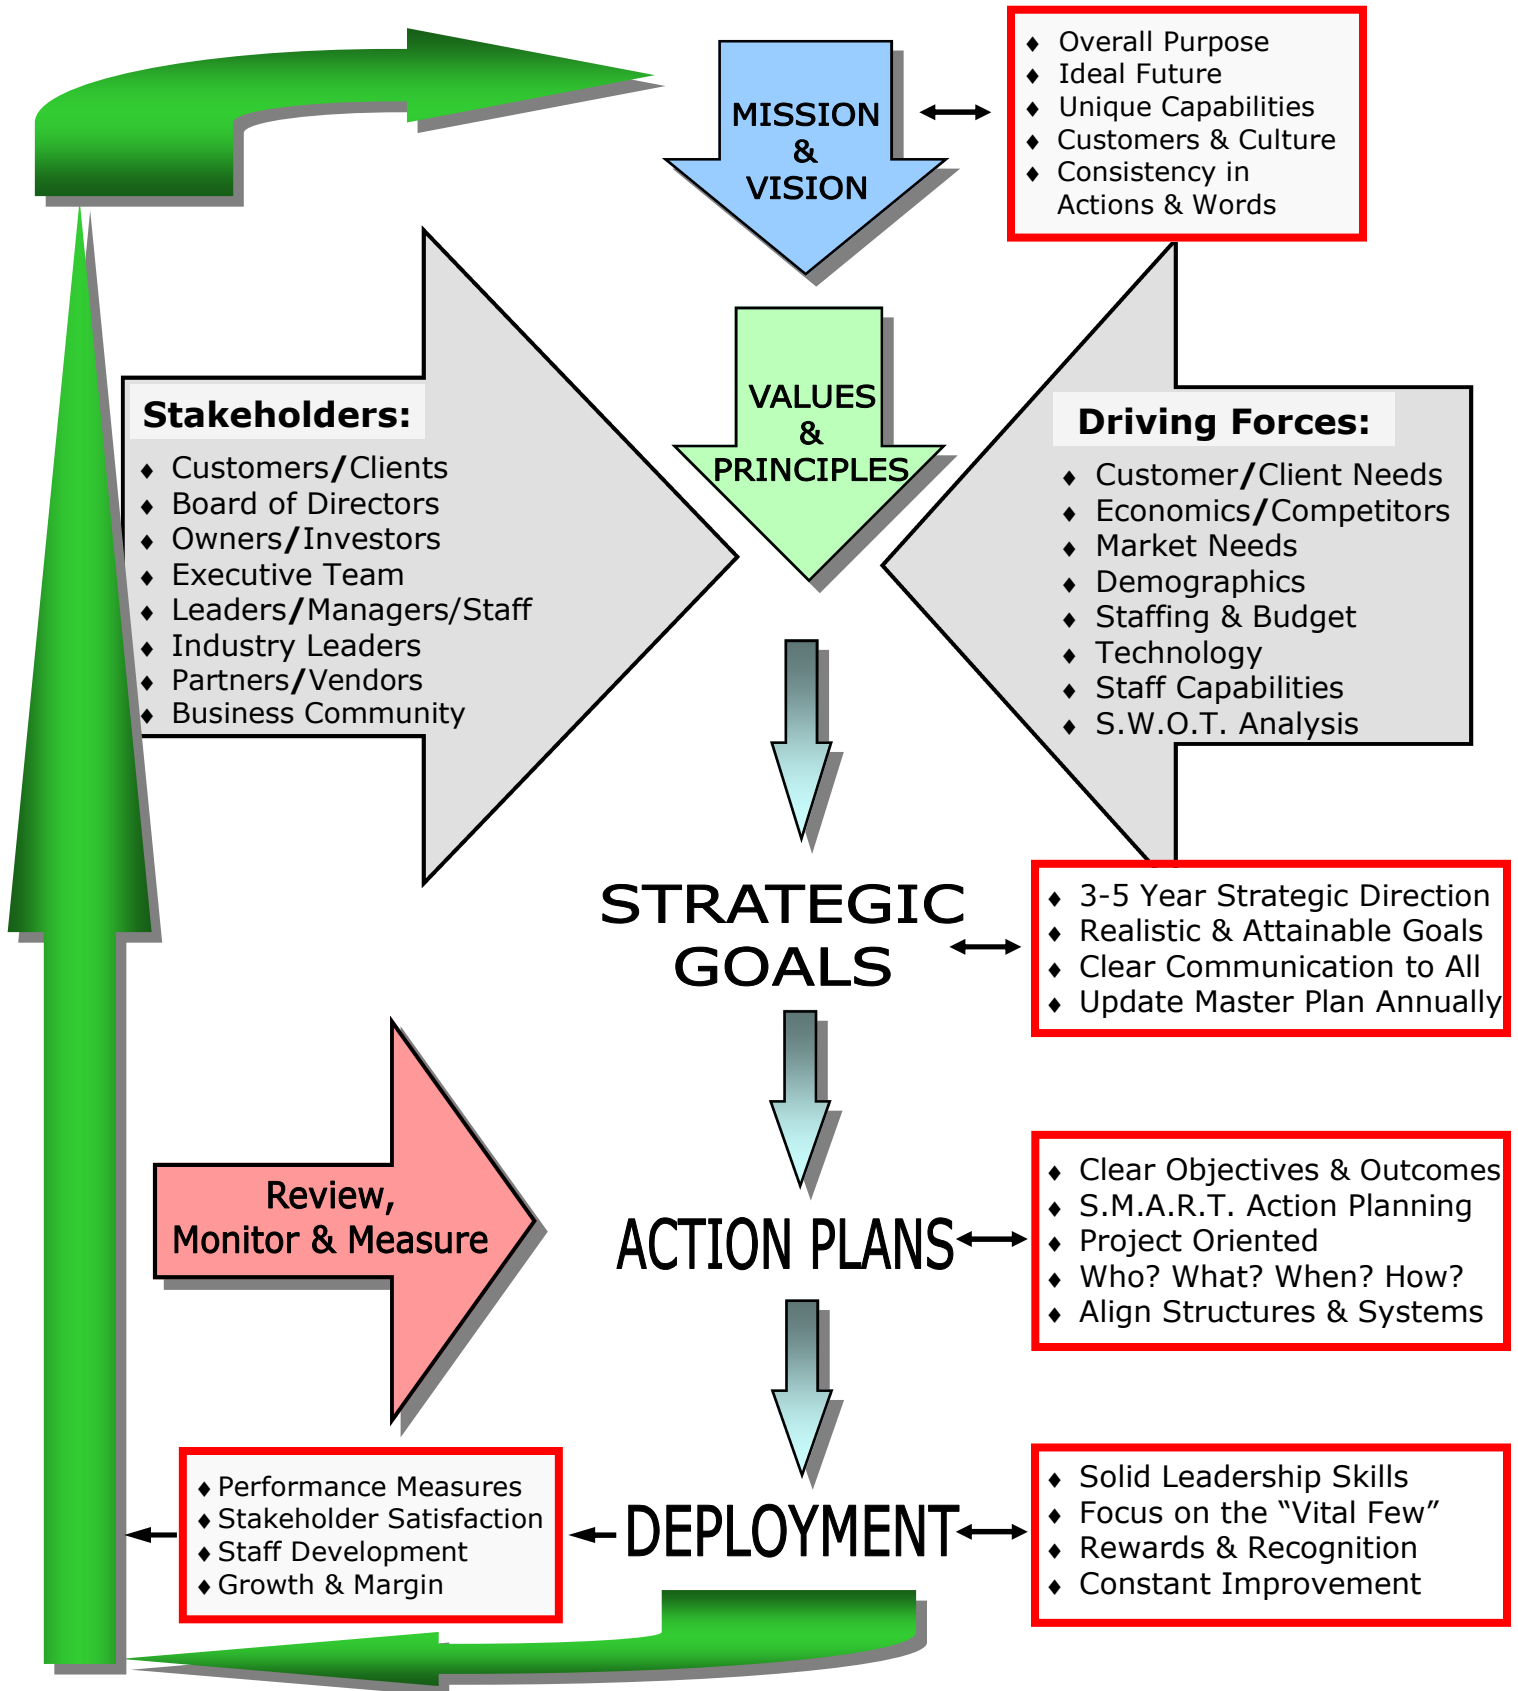 MISSION
&
VISION
♦ Overall Purpose
♦ Ideal Future
♦ Unique Capabilities
♦ Customers & Culture
♦ Consistency in
Actions & Words
VALUES
&
PRINCIPLES
Stakeholders:
♦ Customers/Clients
♦ Board of Directors
♦ Owners/Investors
♦ Executive Team
♦ Leaders/Managers/Staff
♦ Industry Leaders
♦ Partners/Vendors
♦ Business Community
Driving Forces:
♦ Customer/Client Needs
♦ Economics/Competitors
♦ Market Needs
♦ Demographics
♦ Staffing & Budget
♦ Technology
♦ Staff Capabilities
♦ S.W.O.T. Analysis
STRATEGIC
GOALS
♦ 3-5 Year Strategic Direction
♦ Realistic & Attainable Goals
♦ Clear Communication to All
♦ Update Master Plan Annually
Review,
Monitor & Measure
ACTION PLANS
♦ Clear Objectives & Outcomes
♦ S.M.A.R.T. Action Planning
♦ Project Oriented
♦ Who? What? When? How?
♦ Align Structures & Systems
♦ Performance Measures
♦ Stakeholder Satisfaction
♦ Staff Development
♦ Growth & Margin
DEPLOYMENT
♦ Solid Leadership Skills
♦ Focus on the “Vital Few”
♦ Rewards & Recognition
♦ Constant Improvement